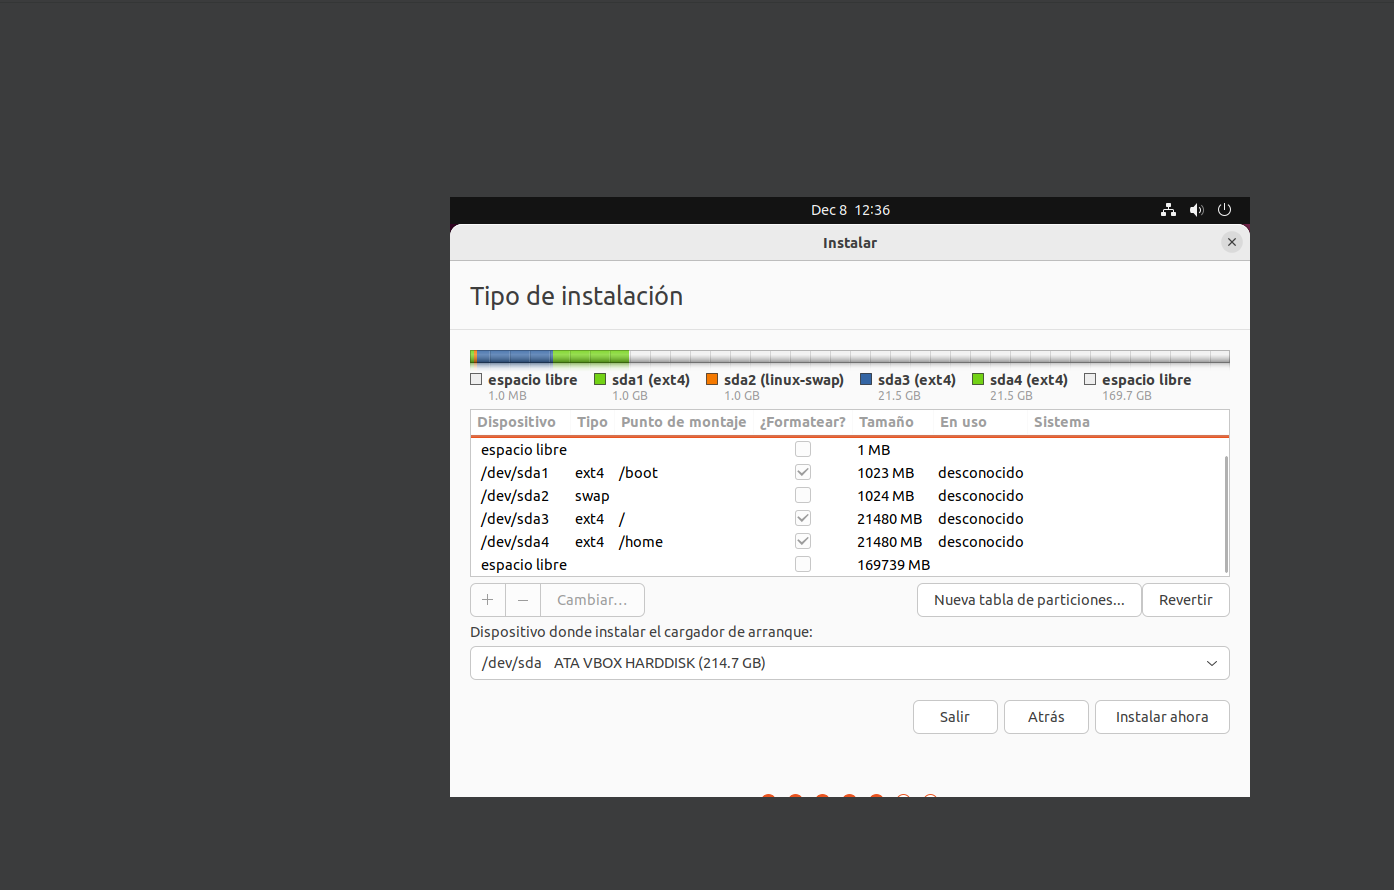 Dec 8 12:36
Instalar
Tipo de instalación
espacio libre sda1 (ext4) sda2 (linux-swap) sda3 (ext4) sda4 (ext4) espacio libre
1.0 MB 1.0 GB 1.0 GB 21.5 GB 21.5 GB 169.7 GB
Dispositivo Tipo Punto de montaje ¿Formatear? Tamaño En uso Sistema
espacio libre 1 MB
/dev/sda1 ext4 /boot 1023 MB desconocido
/dev/sda2 swap 1024 MB desconocido
/dev/sda3 ext4 / 21480 MB desconocido
/dev/sda4 ext4 /home 21480 MB desconocido
espacio libre 169739 MB
+ − Cambiar... Nueva tabla de particiones... Revertir
Dispositivo donde instalar el cargador de arranque:
/dev/sda ATA VBOX HARDDISK (214.7 GB)
Salir Atrás Instalar ahora